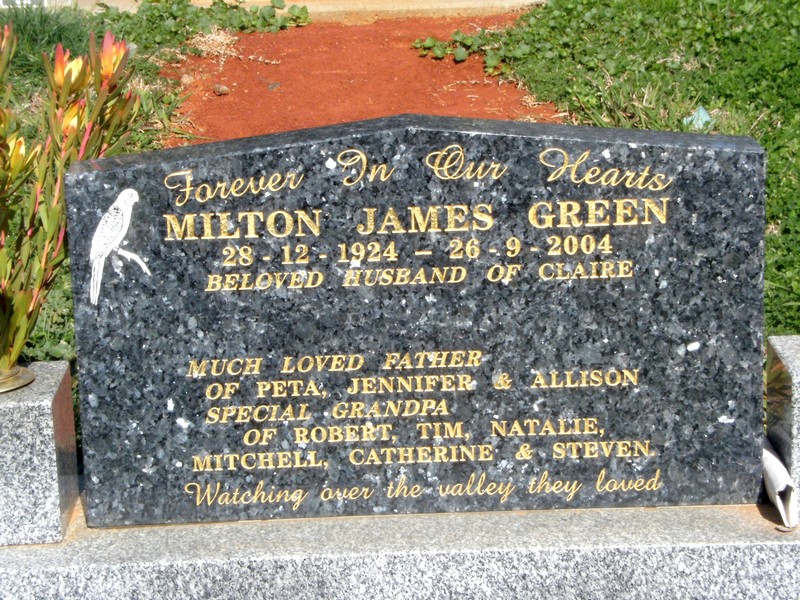 Forever In Our Hearts
MILTON JAMES GREEN
28-12-1924 – 26-9-2004
BELOVED HUSBAND OF CLAIRE
MUCH LOVED FATHER
OF PETA, JENNIFER & ALLISON
SPECIAL GRANDPA
OF ROBERT, TIM, NATALIE,
MITCHELL, CATHERINE & STEVEN.
Watching over the valley they loved